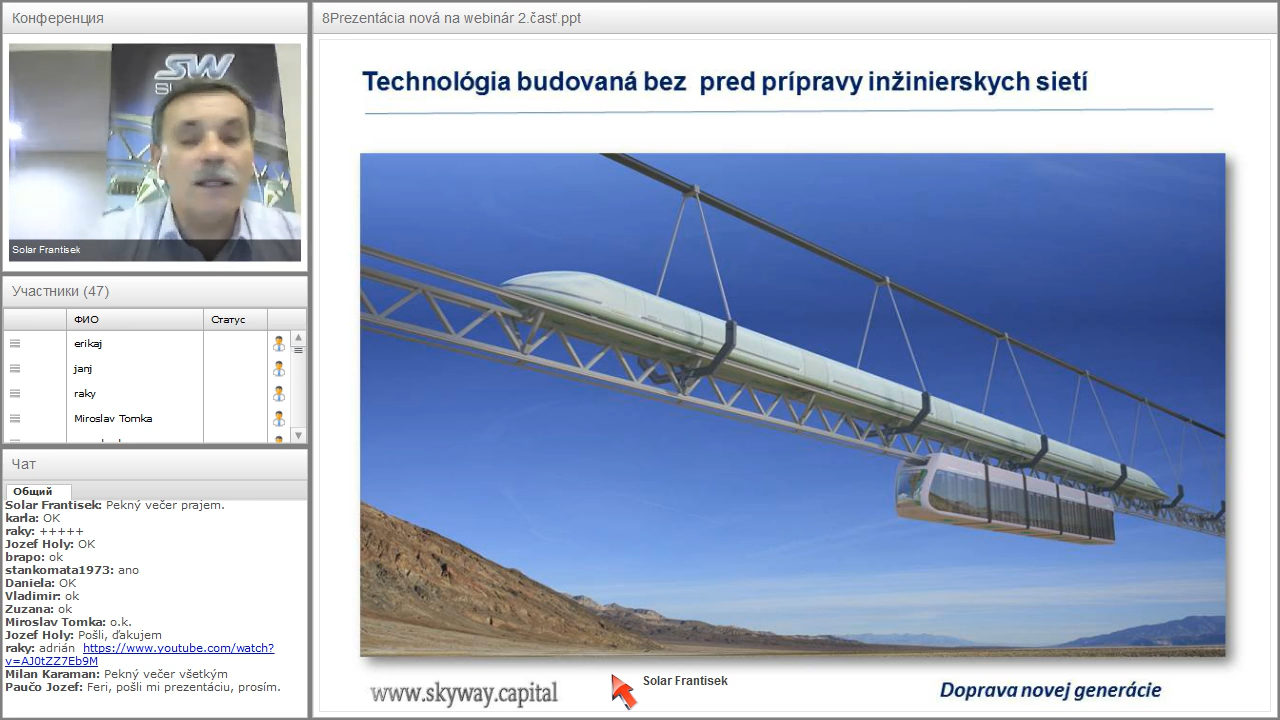 Конференция
SW
Solar Frantisek
Участники (47)
ФИО
Статус
erikaj
janj
raky
Miroslav Tomka
Чат
Общий
Solar Frantisek: Pekný večer prajem.
karla: OK
raky: +++++
Jozef Holy: OK
brapo: ok
stankomata1973: ano
Daniela: OK
Vladimir: ok
Zuzana: ok
Miroslav Tomka: o.k.
Jozef Holy: Pošli, ďakujem
raky: adrián https://www.youtube.com/watch?
v=AJ0tZZ7Eb9M
Milan Karaman: Pekný večer všetkým
Paučo Jozef: Feri, pošli mi prezentáciu, prosím.
8Prezentácia nová na webinár 2.časť.ppt
Technológia budovaná bez pred prípravy inžinierskych sietí
www.skyway.capital
Solar Frantisek
Doprava novej generácie